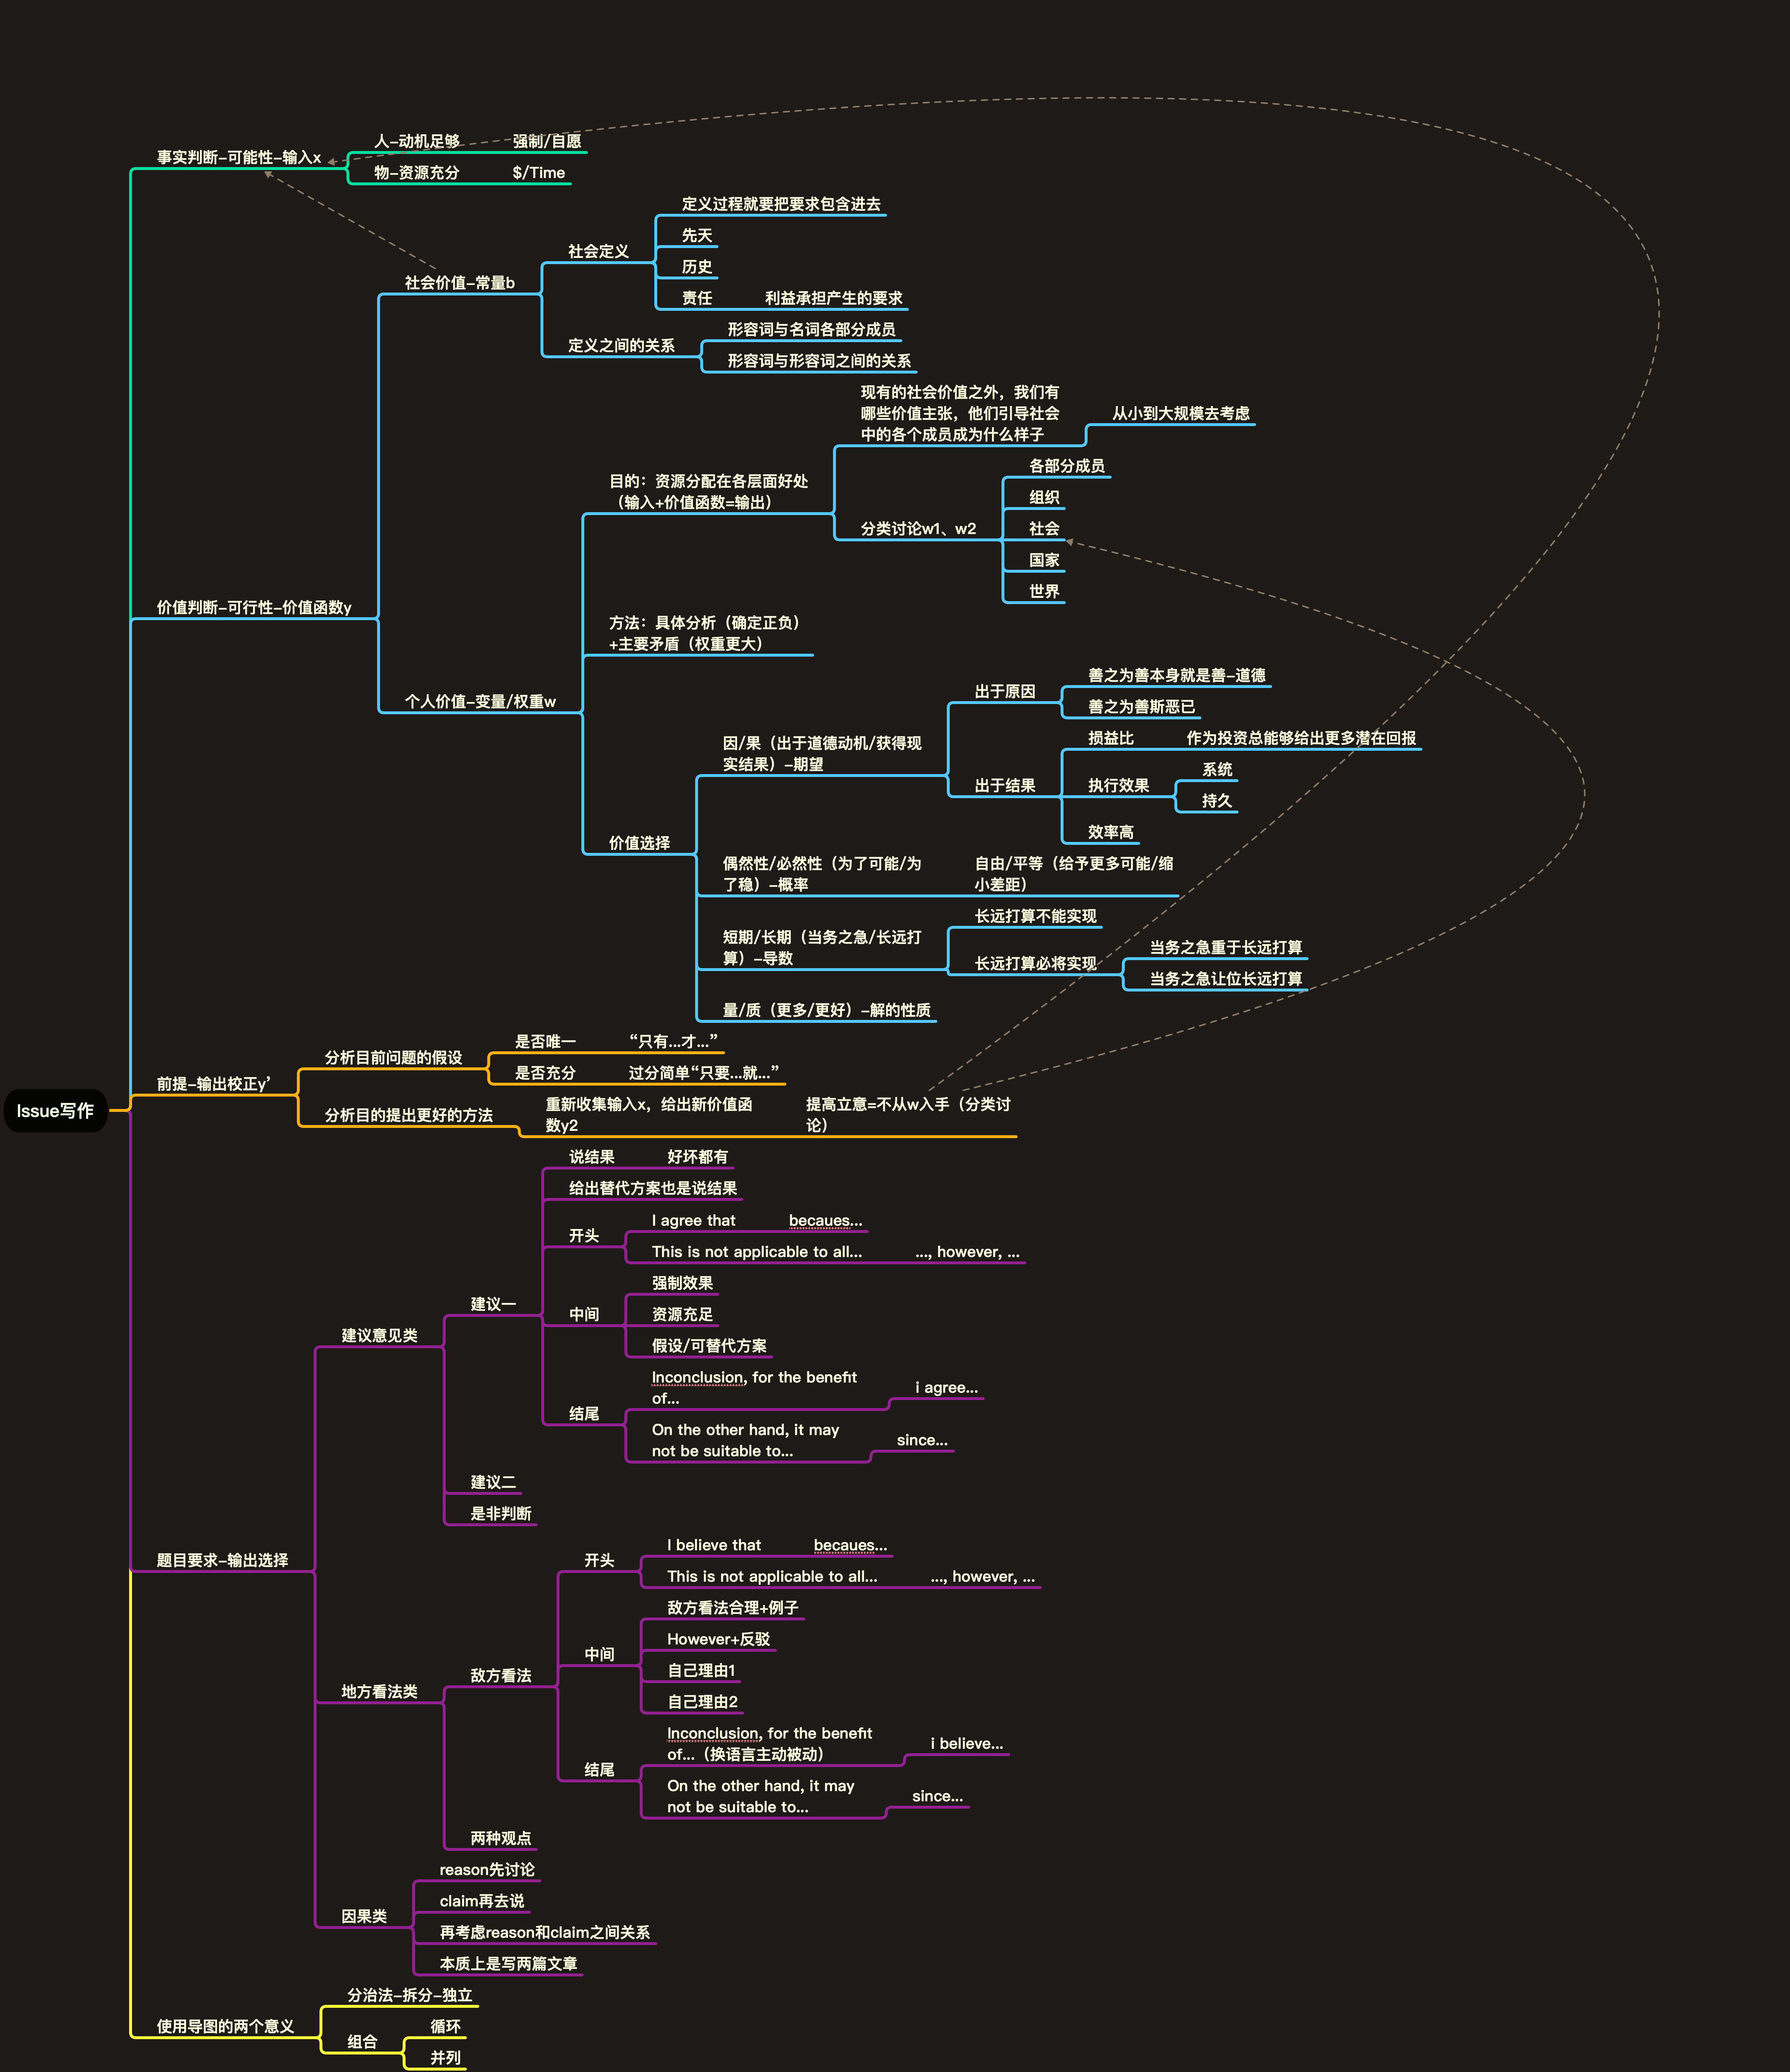 人-动机足够
强制/自愿
事实判断-可能性-输入x
物-资源充分
$/Time
定义过程就要把要求包含进去
先天
社会定义
历史
社会价值-常量b
责任
利益承担产生的要求
形容词与名词各部分成员
定义之间的关系
形容词与形容词之间的关系
现有的社会价值之外，我们有
哪些价值主张，他们引导社会
中的各个成员成为什么样子
从小到大规模去考虑
各部分成员
目的：资源分配在各层面好处
（输入+价值函数=输出）
组织
分类讨论w1、w2
社会
国家
世界
价值判断-可行性-价值函数y
方法：具体分析（确定正负）
+主要矛盾（权重更大）
善之为善本身就是善-道德
出于原因
个人价值-变量/权重w
善之为善斯恶已
因/果（出于道德动机/获得现
实结果）-期望
损益比
作为投资总能够给出更多潜在回报
系统
出于结果
执行效果
持久
效率高
价值选择
偶然性/必然性（为了可能/为
了稳）-概率
自由/平等（给予更多可能/缩
小差距）
长远打算不能实现
短期/长期（当务之急/长远打
算）-导数
当务之急重于长远打算
长远打算必将实现
当务之急让位长远打算
量/质（更多/更好）-解的性质
是否唯一
“只有...才...”
分析目前问题的假设
是否充分
过分简单“只要...就...”
前提-输出校正y’
Issue写作
分析目的提出更好的方法
重新收集输入x，给出新价值函
数y2
提高立意=不从w入手（分类讨
论）
说结果
好坏都有
给出替代方案也是说结果
I agree that
becaues...
开头
This is not applicable to all...
..., however, ...
强制效果
建议一
中间
资源充足
建议意见类
假设/可替代方案
Inconclusion, for the benefit
of...
i agree...
结尾
On the other hand, it may
not be suitable to...
since...
建议二
是非判断
题目要求-输出选择
I believe that
becaues...
开头
This is not applicable to all...
..., however, ...
敌方看法合理+例子
However+反驳
中间
敌方看法
自己理由1
地方看法类
自己理由2
Inconclusion, for the benefit
of...（换语言主动被动）
i believe...
结尾
On the other hand, it may
not be suitable to...
since...
两种观点
reason先讨论
claim再去说
因果类
再考虑reason和claim之间关系
本质上是写两篇文章
分治法-拆分-独立
使用导图的两个意义
循环
组合
并列